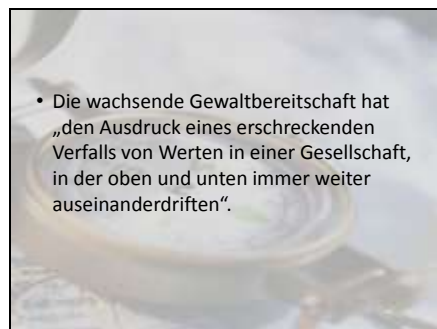 • Die wachsende Gewaltbereitschaft hat
„den Ausdruck eines erschreckenden
Verfalls von Werten in einer Gesellschaft,
in der oben und unten immer weiter
auseinanderdriften“.